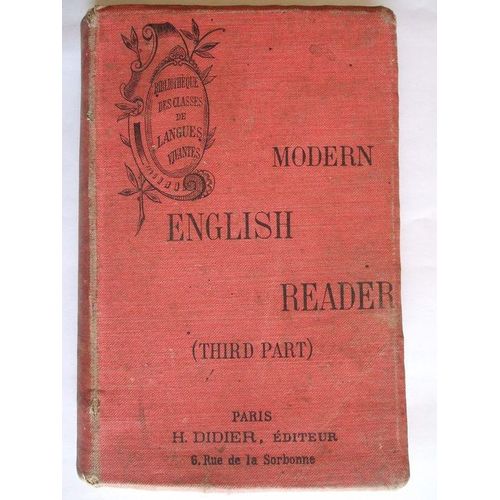 BIBLIOTHÈQUE
DES CLASSES
DE
LANGUES
VIVANTES
MODERN
ENGLISH
READER
(THIRD PART)
PARIS
H. DIDIER, ÉDITEUR
6, Rue de la Sorbonne